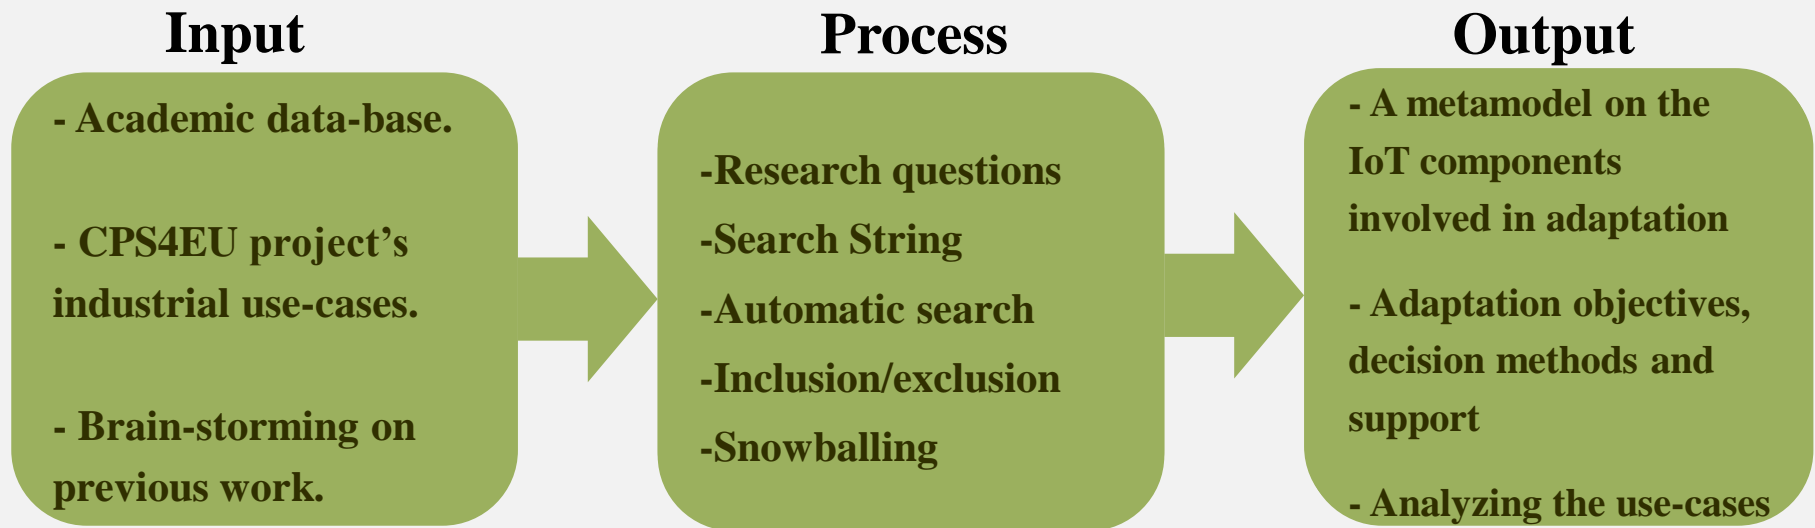 Input
- Academic data-base.
- CPS4EU project's
industrial use-cases.
- Brain-storming on
previous work.
Process
-Research questions
-Search String
-Automatic search
-Inclusion/exclusion
-Snowballing
Output
- A metamodel on the
IoT components
involved in adaptation
- Adaptation objectives,
decision methods and
support
- Analyzing the use-cases